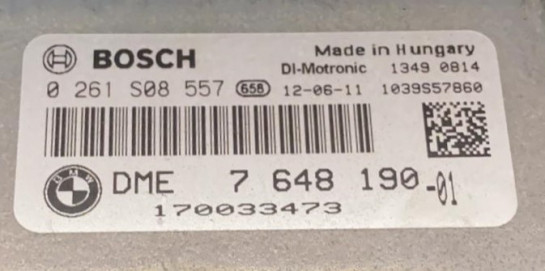 BOSCH
Made in Hungary
DI-Motronic 1349 0814
0 261 S08 557 658 12-06-11 1039S57860
BMW
DME 7 648 190-01
170033473